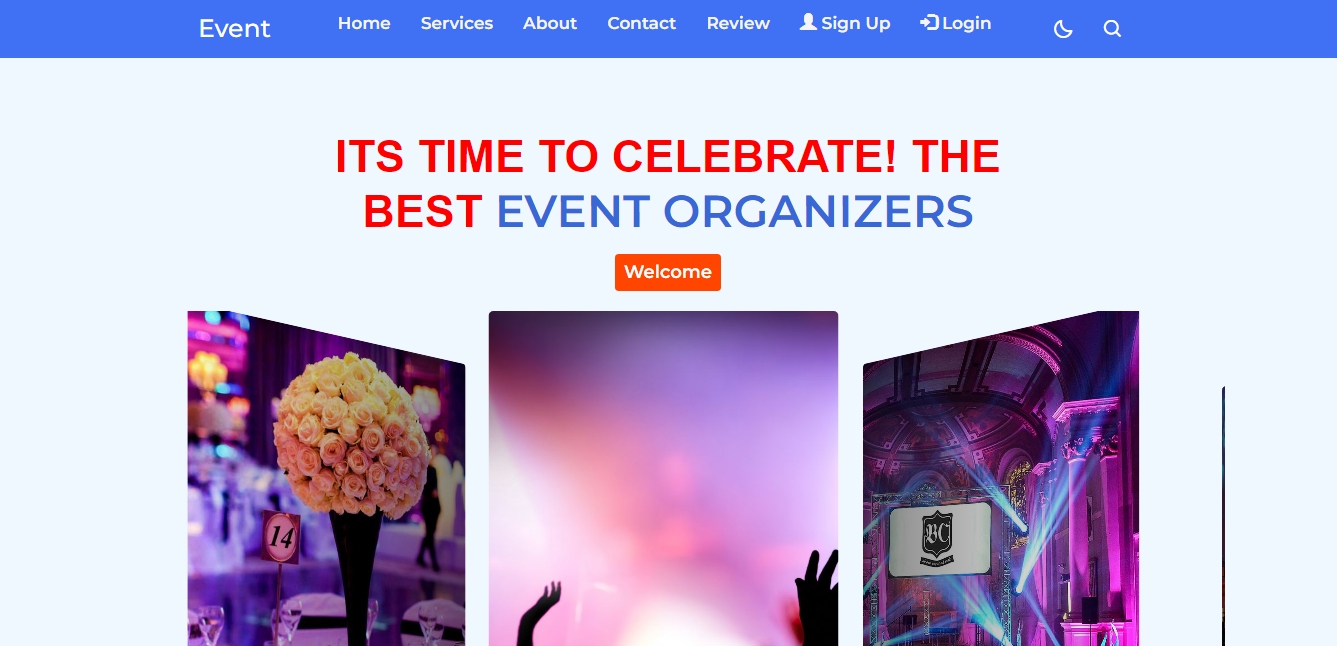 Event Home Services About Contact Review Sign Up Login
ITS TIME TO CELEBRATE! THE
BEST EVENT ORGANIZERS
Welcome
14
BC